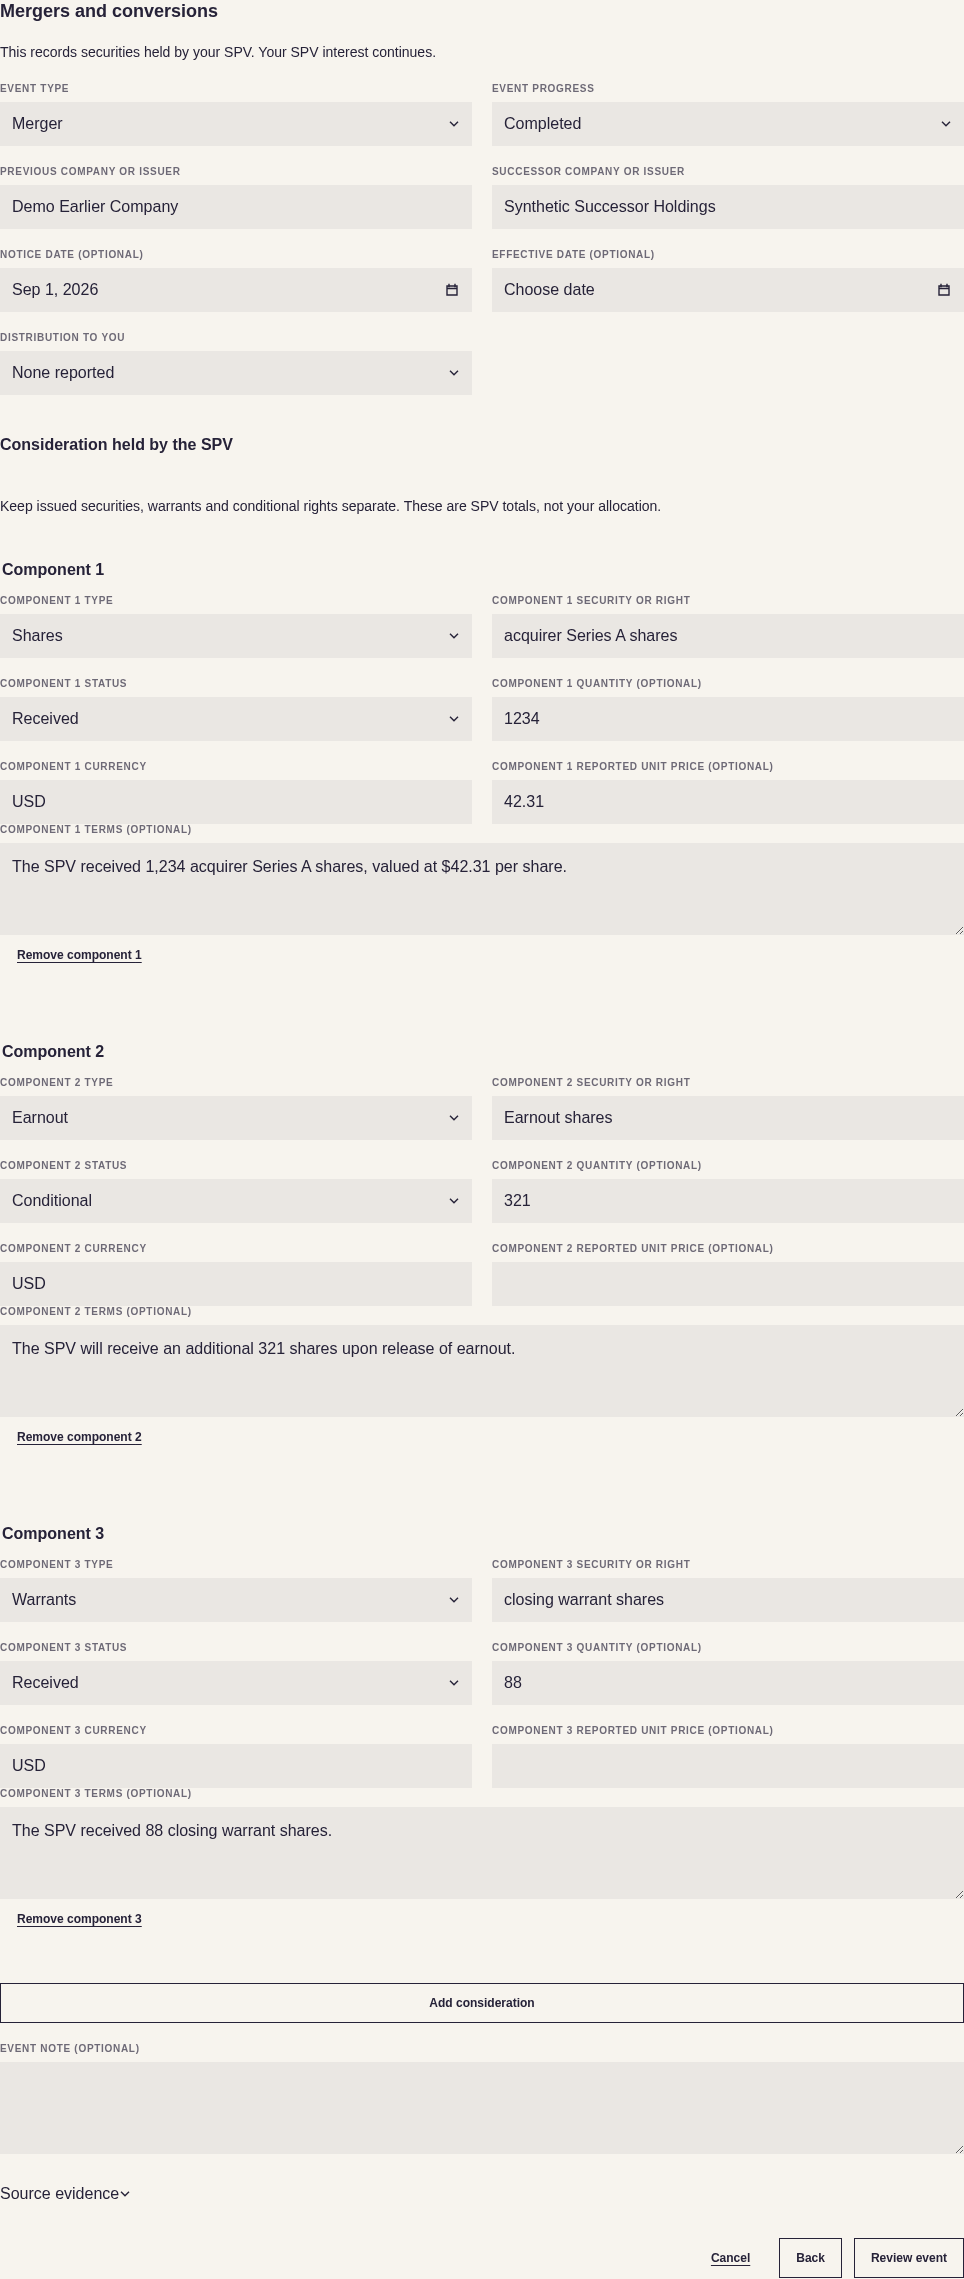 Mergers and conversions
This records securities held by your SPV. Your SPV interest continues.
EVENT TYPE
Merger
EVENT PROGRESS
Completed
PREVIOUS COMPANY OR ISSUER
Demo Earlier Company
SUCCESSOR COMPANY OR ISSUER
Synthetic Successor Holdings
NOTICE DATE (OPTIONAL)
Sep 1, 2026
EFFECTIVE DATE (OPTIONAL)
Choose date
DISTRIBUTION TO YOU
None reported
Consideration held by the SPV
Keep issued securities, warrants and conditional rights separate. These are SPV totals, not your allocation.
Component 1
COMPONENT 1 TYPE
Shares
COMPONENT 1 SECURITY OR RIGHT
acquirer Series A shares
COMPONENT 1 STATUS
Received
COMPONENT 1 QUANTITY (OPTIONAL)
1234
COMPONENT 1 CURRENCY
USD
COMPONENT 1 REPORTED UNIT PRICE (OPTIONAL)
42.31
COMPONENT 1 TERMS (OPTIONAL)
The SPV received 1,234 acquirer Series A shares, valued at $42.31 per share.
Remove component 1
Component 2
COMPONENT 2 TYPE
Earnout
COMPONENT 2 SECURITY OR RIGHT
Earnout shares
COMPONENT 2 STATUS
Conditional
COMPONENT 2 QUANTITY (OPTIONAL)
321
COMPONENT 2 CURRENCY
USD
COMPONENT 2 REPORTED UNIT PRICE (OPTIONAL)
COMPONENT 2 TERMS (OPTIONAL)
The SPV will receive an additional 321 shares upon release of earnout.
Remove component 2
Component 3
COMPONENT 3 TYPE
Warrants
COMPONENT 3 SECURITY OR RIGHT
closing warrant shares
COMPONENT 3 STATUS
Received
COMPONENT 3 QUANTITY (OPTIONAL)
88
COMPONENT 3 CURRENCY
USD
COMPONENT 3 REPORTED UNIT PRICE (OPTIONAL)
COMPONENT 3 TERMS (OPTIONAL)
The SPV received 88 closing warrant shares.
Remove component 3
Add consideration
EVENT NOTE (OPTIONAL)
Source evidence
Cancel
Back
Review event